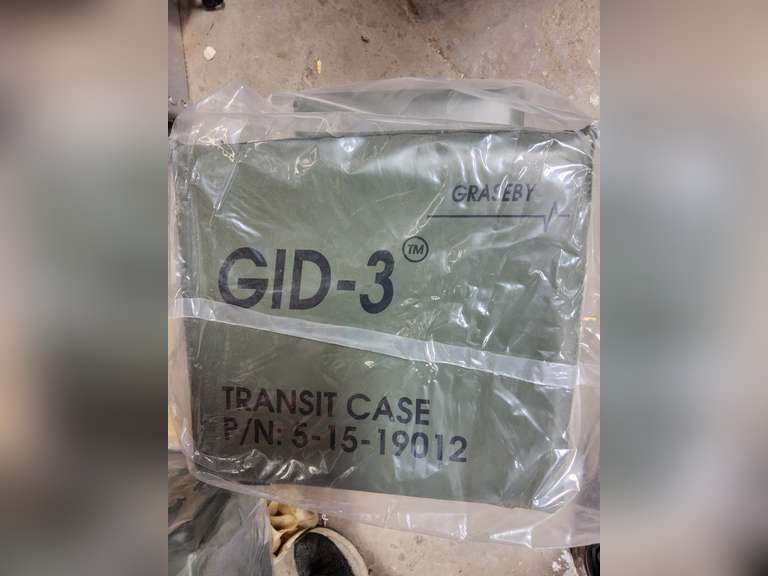 GRASEBY
GID-3 TM
TRANSIT CASE
P/N: 5-15-19012